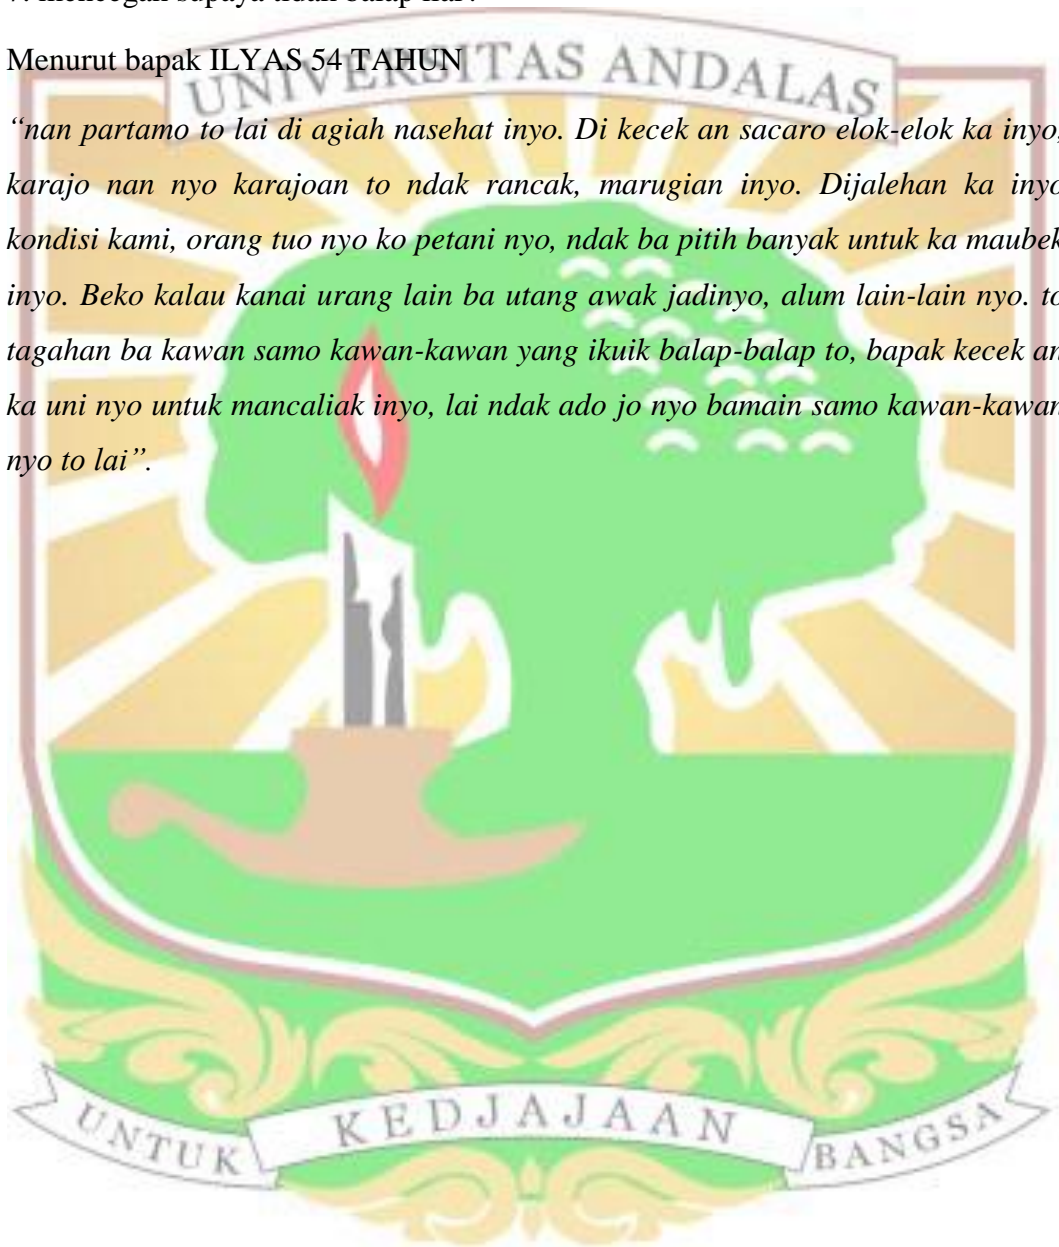 mencegah supaya tidak balap liar?
Menurut bapak ILYAS 54 TAHUN
UNIVERSITAS ANDALAS
“nan partamo to lai di agiah nasehat inyo. Di kecek an sacaro elok-elok ka inyo,
karajo nan nyo karajoan to ndak rancak, marugian inyo. Dijalehan ka inyo
kondisi kami, orang tuo nyo ko petani nyo, ndak ba pitih banyak untuk ka maubek
inyo. Beko kalau kanai urang lain ba utang awak jadinyo, alum lain-lain nyo. to
tagahan ba kawan samo kawan-kawan yang ikuik balap-balap to, bapak kecek an
ka uni nyo untuk mancaliak inyo, lai ndak ado jo nyo bamain samo kawan-kawan
nyo to lai”.
UNTUK KEDJAJAAN BANGSA